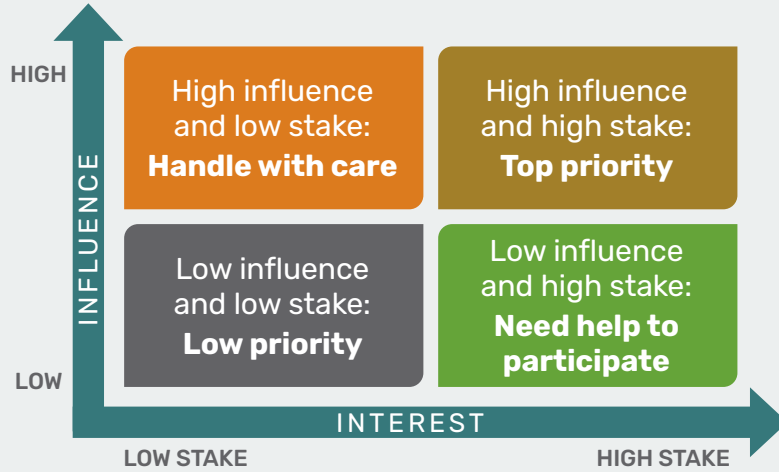 HIGH
High influence
and low stake:
Handle with care
High influence
and high stake:
Top priority
INFLUENCE
Low influence
and low stake:
Low priority
Low influence
and high stake:
Need help to
participate
LOW
INTEREST
LOW STAKE
HIGH STAKE